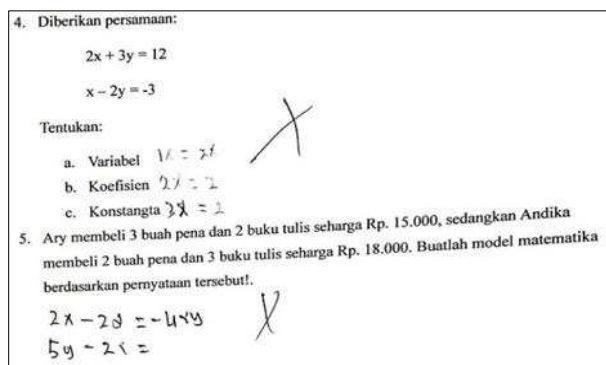 4. Diberikan persamaan:
2x + 3y = 12
x – 2y = -3
Tentukan:
a. Variabel
b. Koefisien = 2
c. Konstangta = 2
5. Ary membeli 3 buah pena dan 2 buku tulis seharga Rp. 15.000, sedangkan Andika
membeli 2 buah pena dan 3 buku tulis seharga Rp. 18.000. Buatlah model matematika
berdasarkan pernyataan tersebut!.
2x - 2y = -4xy
5y - 2x =